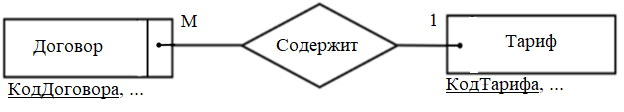 М 1
Договор Содержит Тариф
КодДоговора, ... КодТарифа, ...